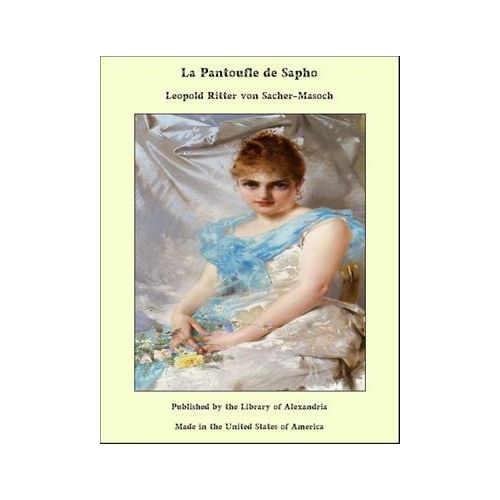 La Pantoufle de Sapho
Leopold Ritter von Sacher-Masoch
Published by the Library of Alexandria
Made in the United States of America